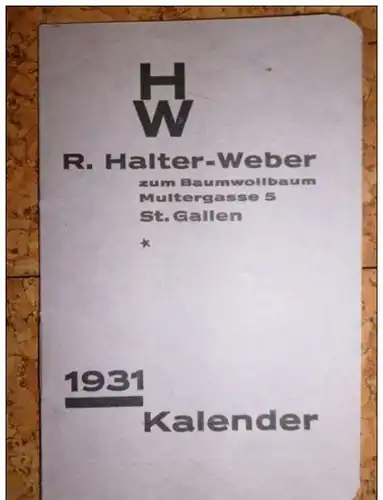 H
W
R. Halter-Weber
zum Baumwollbaum
Multergasse 5
St. Gallen
*
1931
Kalender